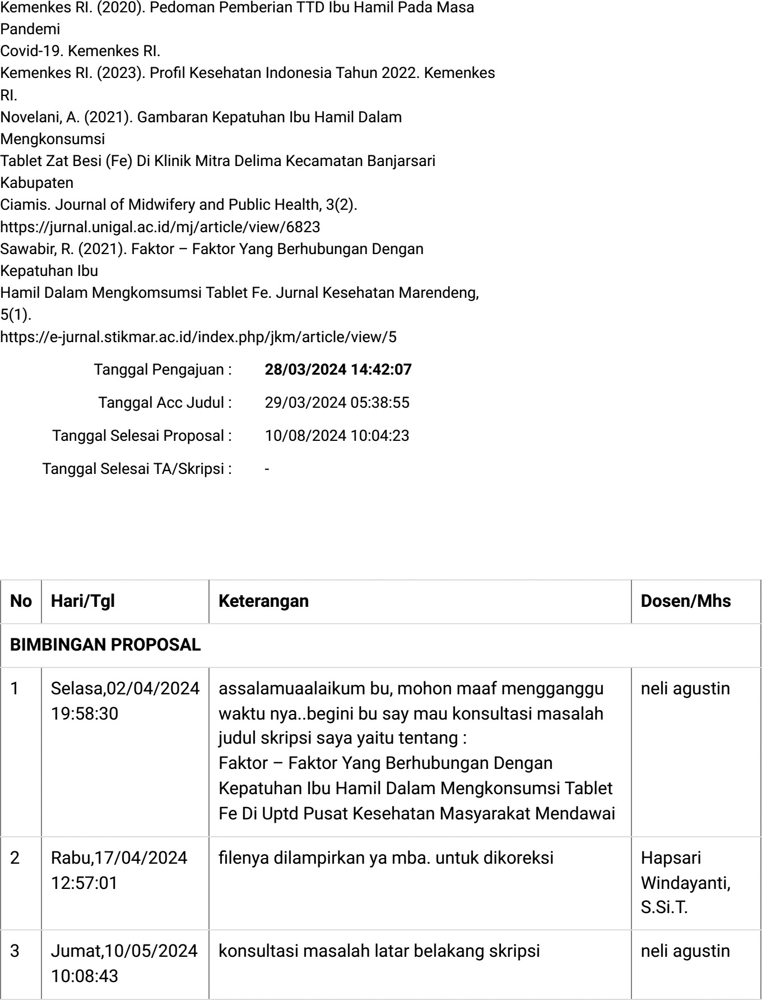 Kemenkes RI. (2020). Pedoman Pemberian TTD Ibu Hamil Pada Masa
Pandemi
Covid-19. Kemenkes RI.
Kemenkes RI. (2023). Profil Kesehatan Indonesia Tahun 2022. Kemenkes
RI.
Novelani, A. (2021). Gambaran Kepatuhan Ibu Hamil Dalam
Mengkonsumsi
Tablet Zat Besi (Fe) Di Klinik Mitra Delima Kecamatan Banjarsari
Kabupaten
Ciamis. Journal of Midwifery and Public Health, 3(2).
https://jurnal.unigal.ac.id/mj/article/view/6823
Sawabir, R. (2021). Faktor – Faktor Yang Berhubungan Dengan
Kepatuhan Ibu
Hamil Dalam Mengkomsumsi Tablet Fe. Jurnal Kesehatan Marendeng,
5(1).
https://e-jurnal.stikmar.ac.id/index.php/jkm/article/view/5
Tanggal Pengajuan : 28/03/2024 14:42:07
Tanggal Acc Judul : 29/03/2024 05:38:55
Tanggal Selesai Proposal : 10/08/2024 10:04:23
Tanggal Selesai TA/Skripsi : -
No Hari/Tgl Keterangan Dosen/Mhs
BIMBINGAN PROPOSAL
1 Selasa,02/04/2024 assalamuaalaikum bu, mohon maaf mengganggu neli agustin
19:58:30 waktu nya..begini bu say mau konsultasi masalah
judul skripsi saya yaitu tentang :
Faktor – Faktor Yang Berhubungan Dengan
Kepatuhan Ibu Hamil Dalam Mengkonsumsi Tablet
Fe Di Uptd Pusat Kesehatan Masyarakat Mendawai
2 Rabu,17/04/2024 filenya dilampirkan ya mba. untuk dikoreksi Hapsari
12:57:01 Windayanti,
S.Si.T.
3 Jumat,10/05/2024 konsultasi masalah latar belakang skripsi neli agustin
10:08:43